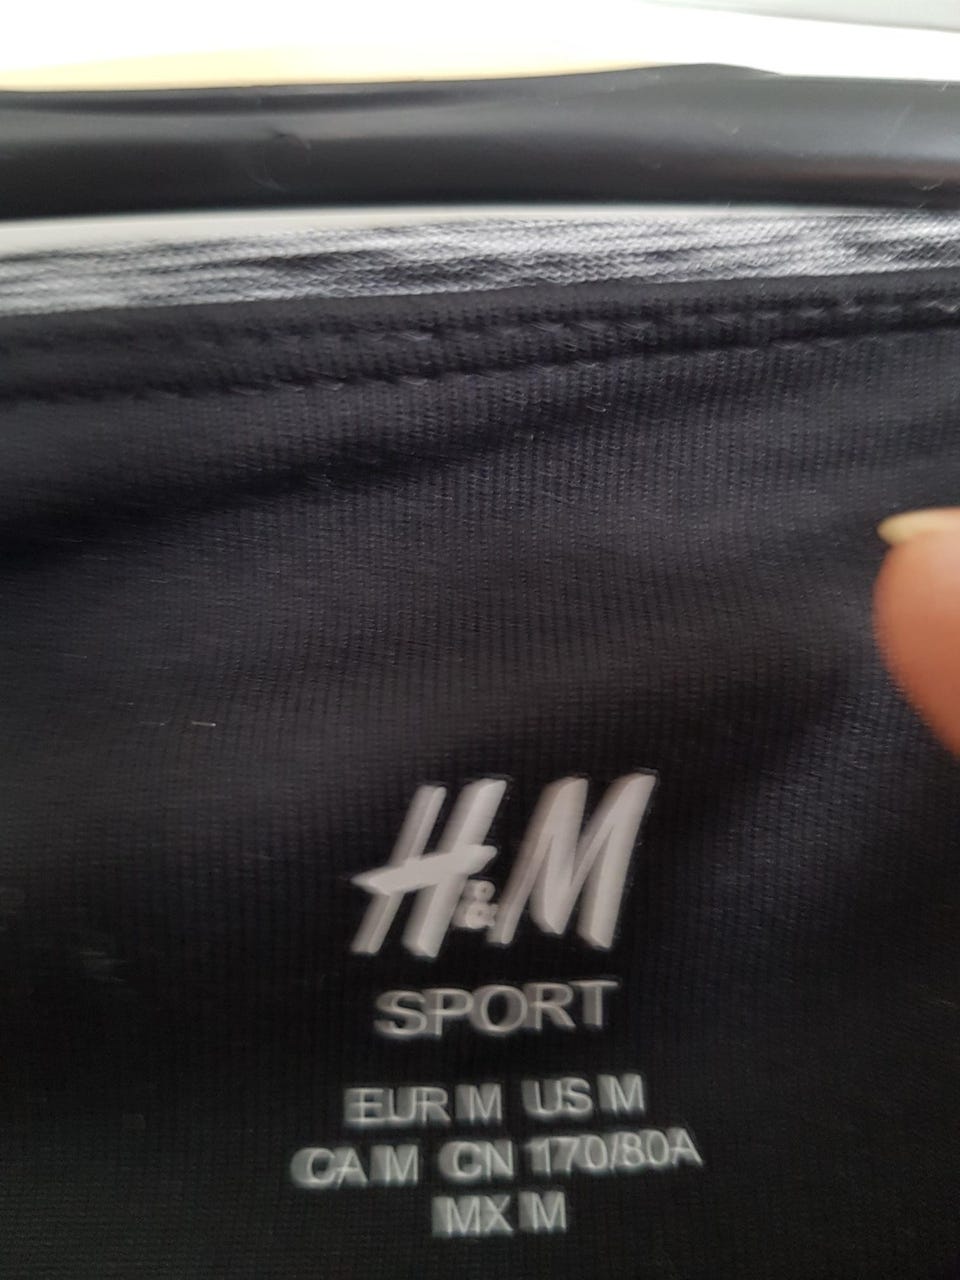 H&M
SPORT
EUR M US M
CA M CN 170/80A
MX M